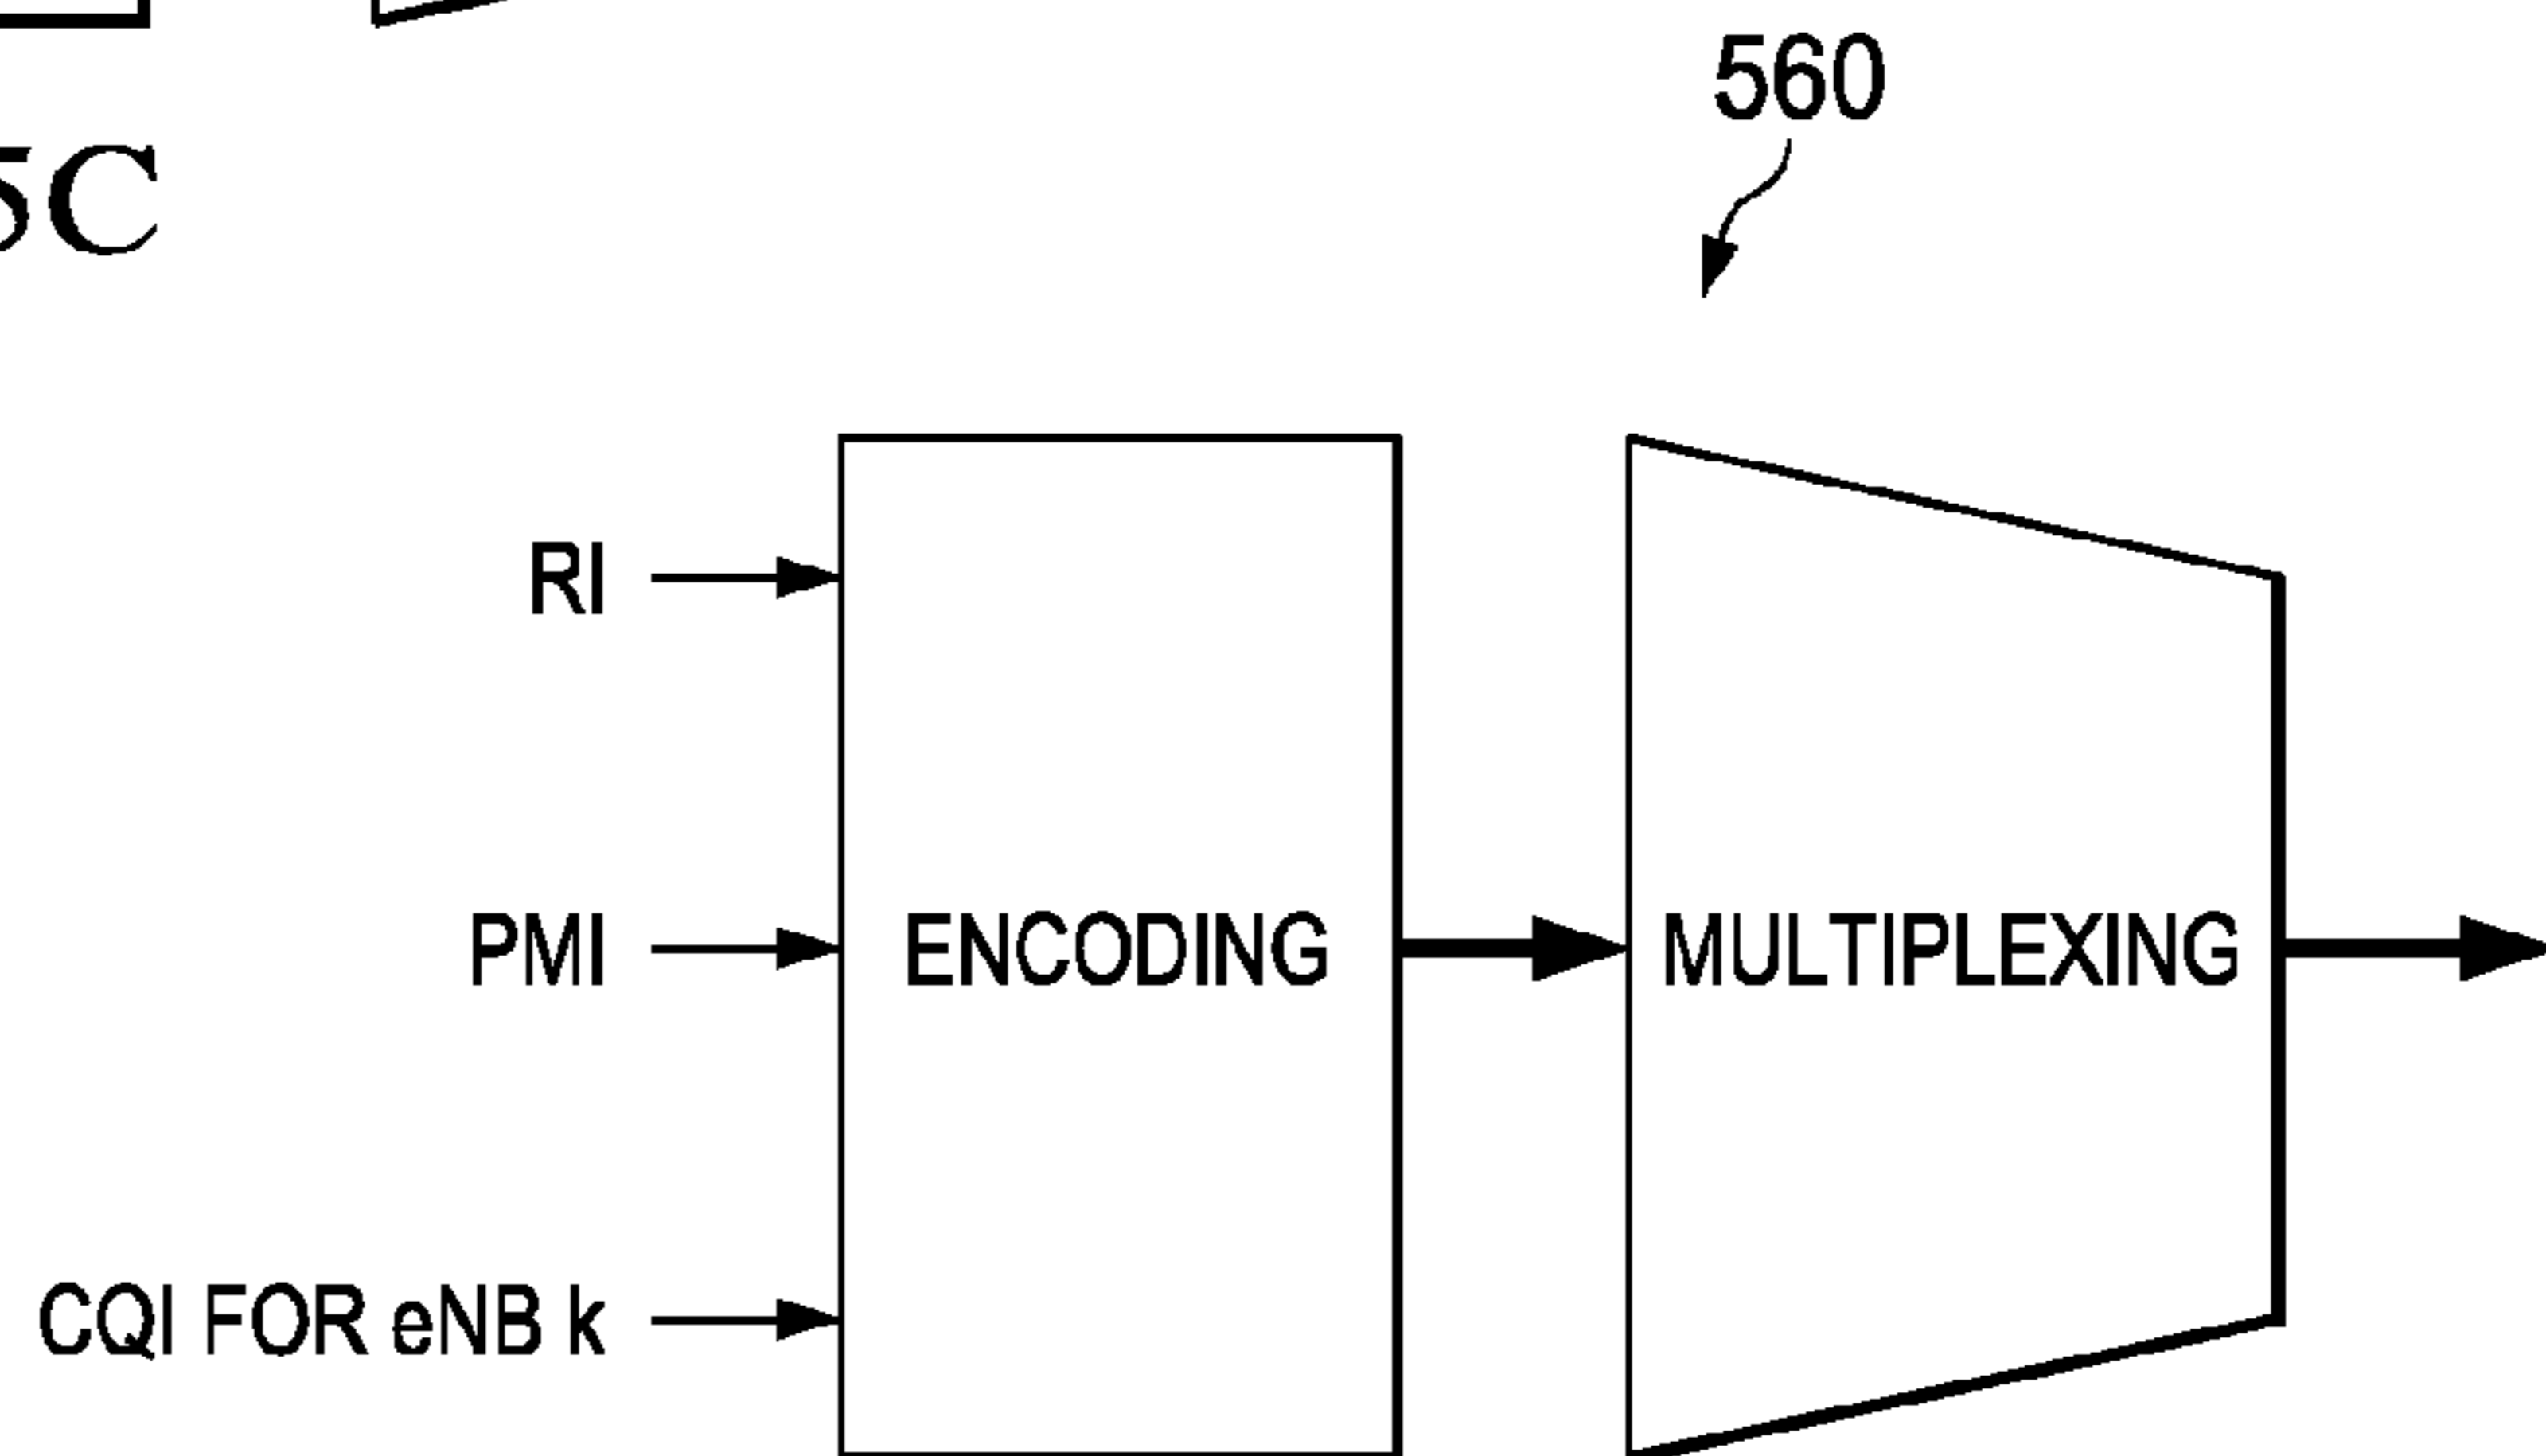 560
5C
RI
PMI
ENCODING
MULTIPLEXING
CQI FOR eNB k